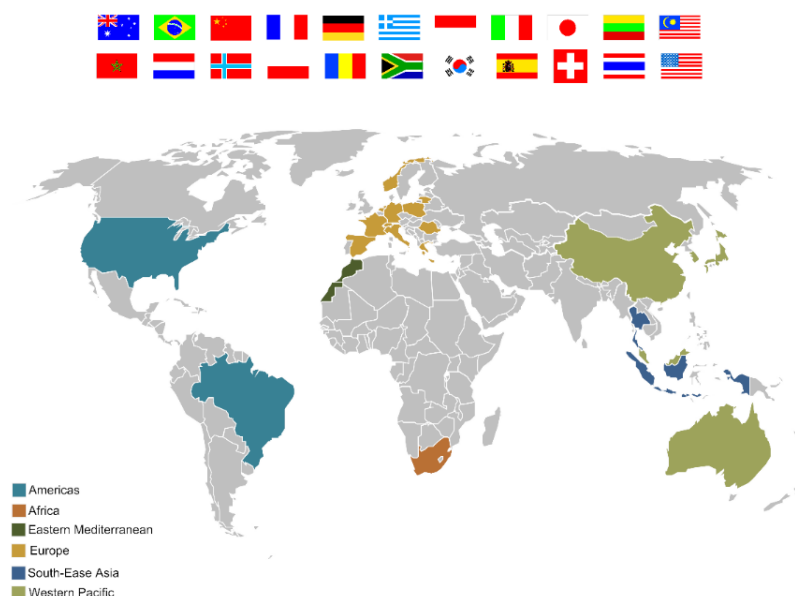 Americas
Africa
Eastern Mediterranean
Europe
South-Ease Asia
Western Pacific